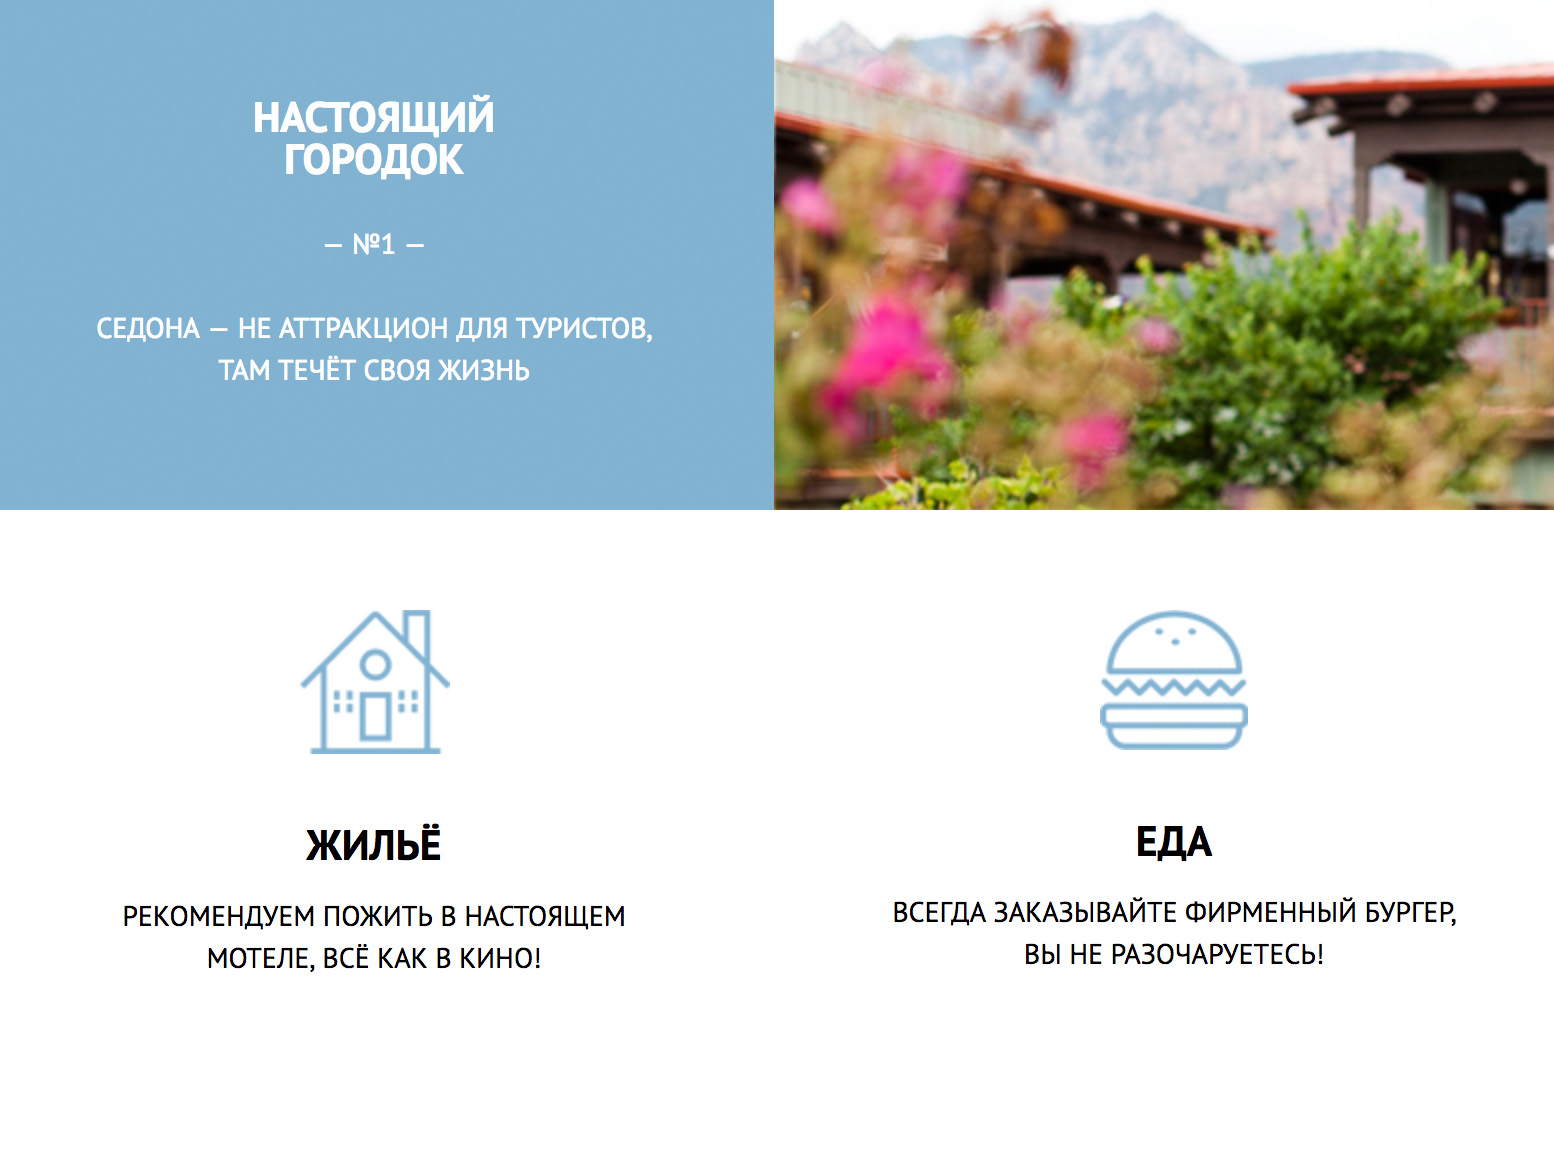 НАСТОЯЩИЙ
ГОРОДОК
— №1 —
СЕДОНА — НЕ АТТРАКЦИОН ДЛЯ ТУРИСТОВ,
ТАМ ТЕЧЁТ СВОЯ ЖИЗНЬ
ЖИЛЬЁ
РЕКОМЕНДУЕМ ПОЖИТЬ В НАСТОЯЩЕМ
МОТЕЛЕ, ВСЁ КАК В КИНО!
ЕДА
ВСЕГДА ЗАКАЗЫВАЙТЕ ФИРМЕННЫЙ БУРГЕР,
ВЫ НЕ РАЗОЧАРУЕТЕСЬ!